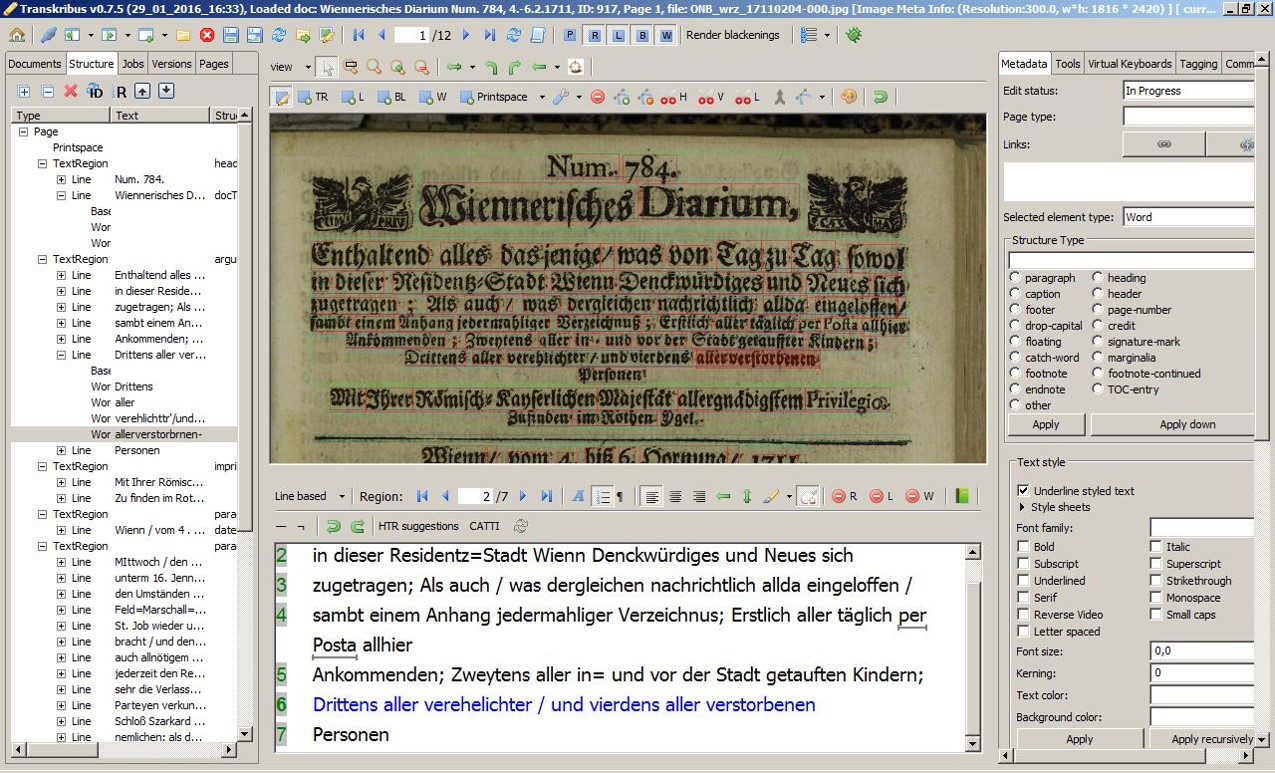 Transkribus v0.7.5 (29_01_2016_16:33), Loaded doc: Wiennerisches Diarium Num. 784, 4.-6.2.1711, ID: 917, Page 1, file: ONB_wrz_17110204-000.jpg [Image Meta Info: (Resolution:300.0, w*h: 1816 * 2420) ] [ curr...
1 /12
P R L B W Render blackenings
Documents Structure Jobs Versions Pages
R
Type Text Struc
Page
Printspace
TextRegion head
Line Num. 784.
Line Wiennerisches D... docT
Base
Wor
Wor
TextRegion argu
Line Enthaltend alles ...
Line in dieser Reside...
Line zugetragen; Als ...
Line sambt einem An...
Line Ankommenden; ...
Line Drittens aller ver...
Base
Wor Drittens
Wor aller
Wor verehlichttr'/und...
Wor allerverstorbrnen-
Line Personen
TextRegion impri
Line Mit Ihrer Römisc...
Line Zu finden im Rot...
TextRegion para
Line Wien / vom 4 . ... date
TextRegion para
Line MIttwoch / den ...
Line unterm 16. Jenn...
Line den Umständen ...
Line Feld=Marschall=...
Line St. Job wieder u...
Line bracht / und den...
Line auch allnötigem ...
Line jederzeit den Re...
Line sehr die Verlass...
Line Parteyen verkun...
Line Schloß Szarkard ...
Line nemlichen: als d...
view
TR L BL W Printspace H V L
Num. 784.
Wiennerisches Diarium,
Enthaltend alles das jenige/ was von Tag zu Tag sowol
in dieser Residentz-Stadt Wienn Denckwürdiges und Neues sich
zugetragen ; Als auch / was dergleichen nachrichtlich allda eingeloffen/
sambt einem Anhang jedermahliger Verzeichnuß ; Erstlich aller täglich per Posta allhier
Ankommenden ; Zweytens aller in- und vor der Stadt getauffter Kindern ;
Drittens aller verehlichter / und vierdens aller verstorbenen
Personen
Mit Ihrer Römisch-Kayserlichen Majestät allergnädigstem Privilegio.
Zu finden im Rothen Ygel.
Wienn/ vom 4. biß 6. Hornung/ 1711.
Line based Region: 2 /7 A ¶ R L W
— ¬ HTR suggestions CATTI
2 in dieser Residentz=Stadt Wienn Denckwürdiges und Neues sich
3 zugetragen; Als auch / was dergleichen nachrichtlich allda eingeloffen /
4 sambt einem Anhang jedermahliger Verzeichnus; Erstlich aller täglich per
Posta allhier
5 Ankommenden; Zweytens aller in= und vor der Stadt getauften Kindern;
6 Drittens aller verehelichter / und vierdens aller verstorbenen
7 Personen
Metadata Tools Virtual Keyboards Tagging Comm
Edit status: In Progress
Page type:
Links:
Selected element type: Word
Structure Type
paragraph heading
caption header
footer page-number
drop-capital credit
floating signature-mark
catch-word marginalia
footnote footnote-continued
endnote TOC-entry
other
Apply Apply down
Text style
Underline styled text
Style sheets
Font family:
Bold Italic
Subscript Superscript
Underlined Strikethrough
Serif Monospace
Reverse Video Small caps
Letter spaced
Font size: 0,0
Kerning: 0
Text color:
Background color:
Apply Apply recursively